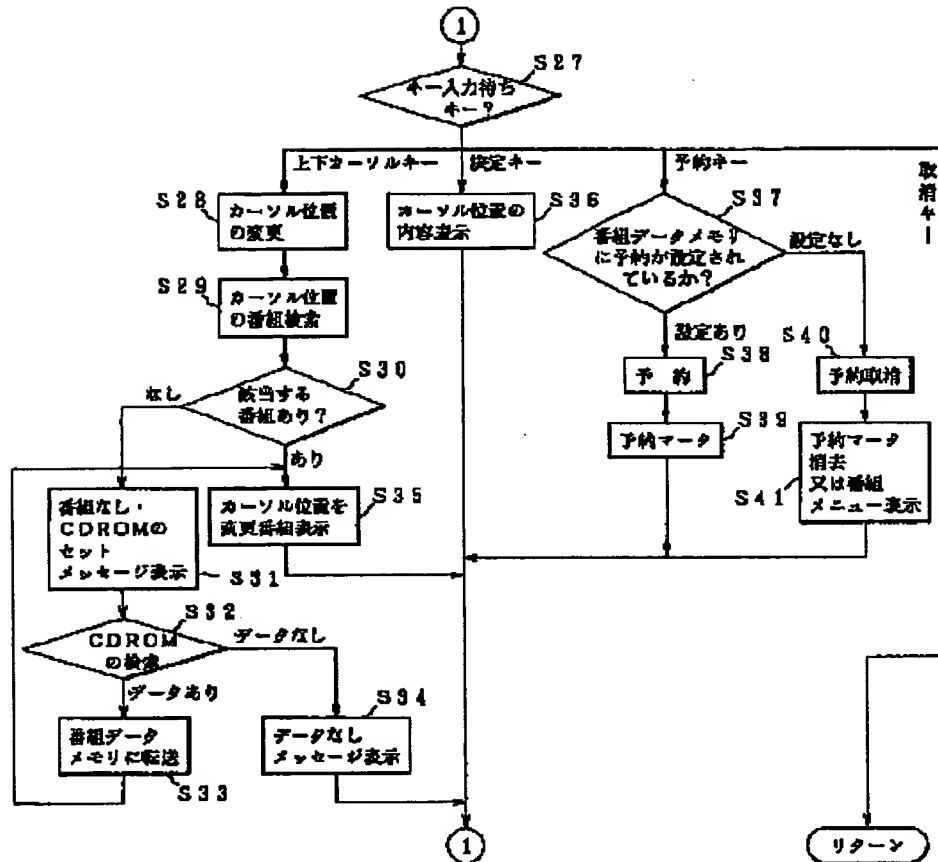 1
S27
キー入力待ち
キー?
上下カーソルキー
決定キー
予約キー
取消キー
S28
カーソル位置
の変更
S36
カーソル位置の
内容表示
S37
番組データメモリ
に予約が設定され
ているか?
設定なし
S29
カーソル位置
の番組検索
設定あり
S38
予 約
S40
予約取消
S30
該当する
番組あり?
なし
あり
S39
予約マータ
S41
予約マータ
消去
又は番組
メニュー表示
番組なし・
CDROMの
セット
メッセージ表示
S31
S35
カーソル位置を
変更番組表示
S32
CDROM
の検索
データなし
データあり
S33
番組データ
メモリに転送
S34
データなし
メッセージ表示
1
リターン